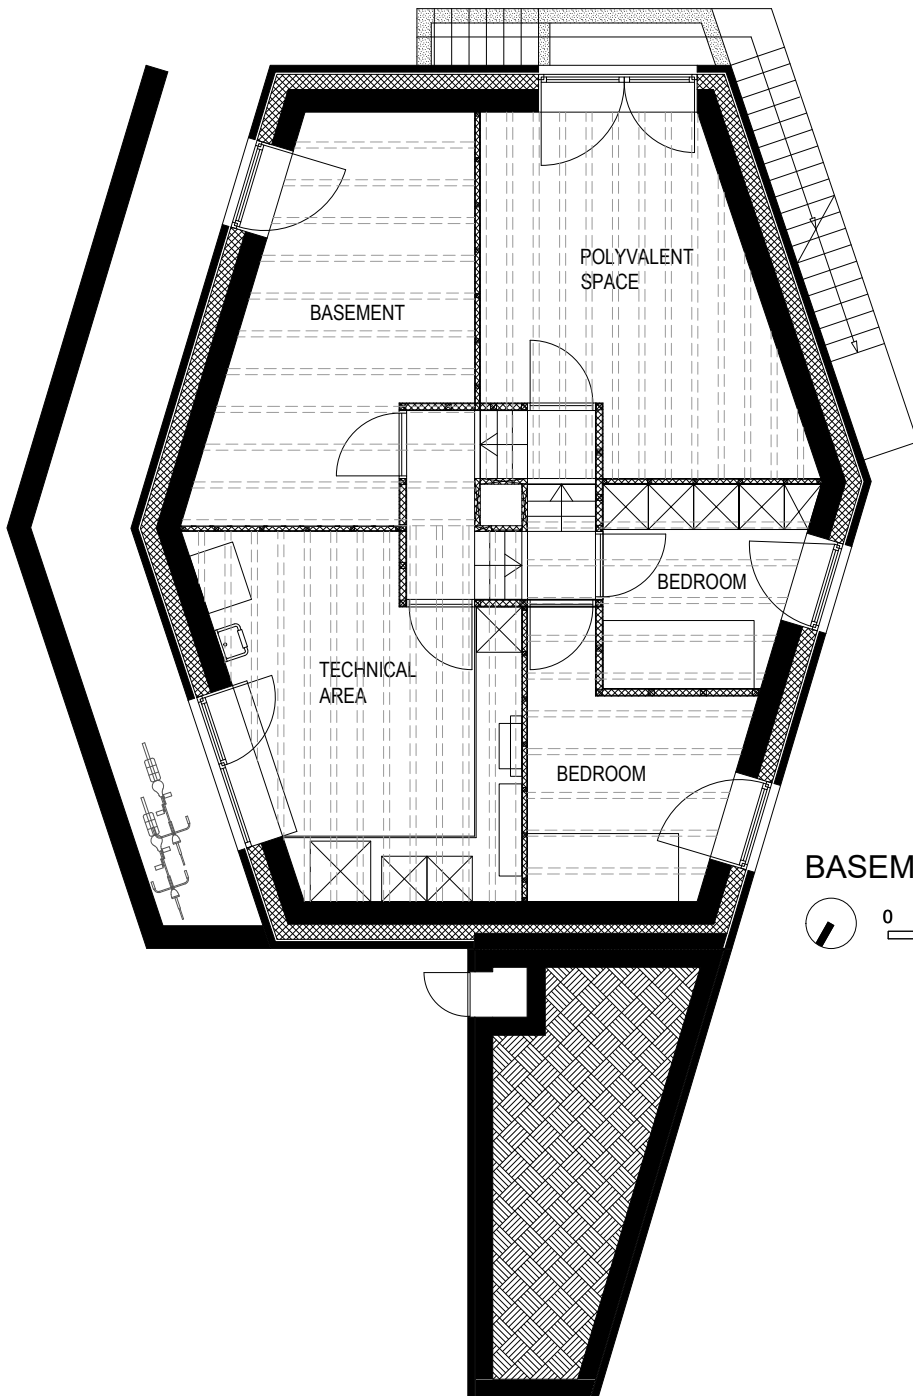 POLYVALENT
SPACE
BASEMENT
BEDROOM
TECHNICAL
AREA
BEDROOM
BASEM
0